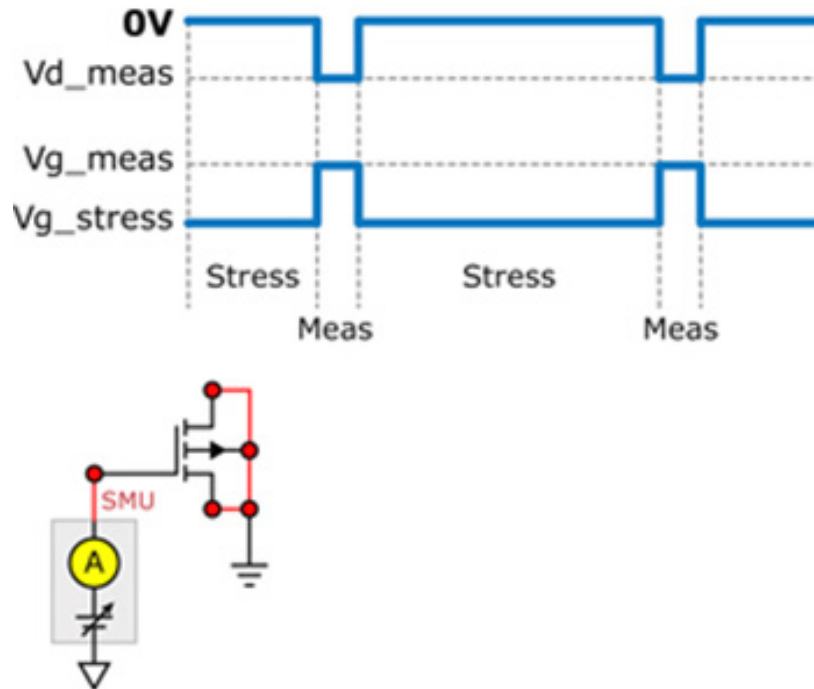 0V
Vd_meas
Vg_meas
Vg_stress
Stress Stress
Meas Meas
SMU
A